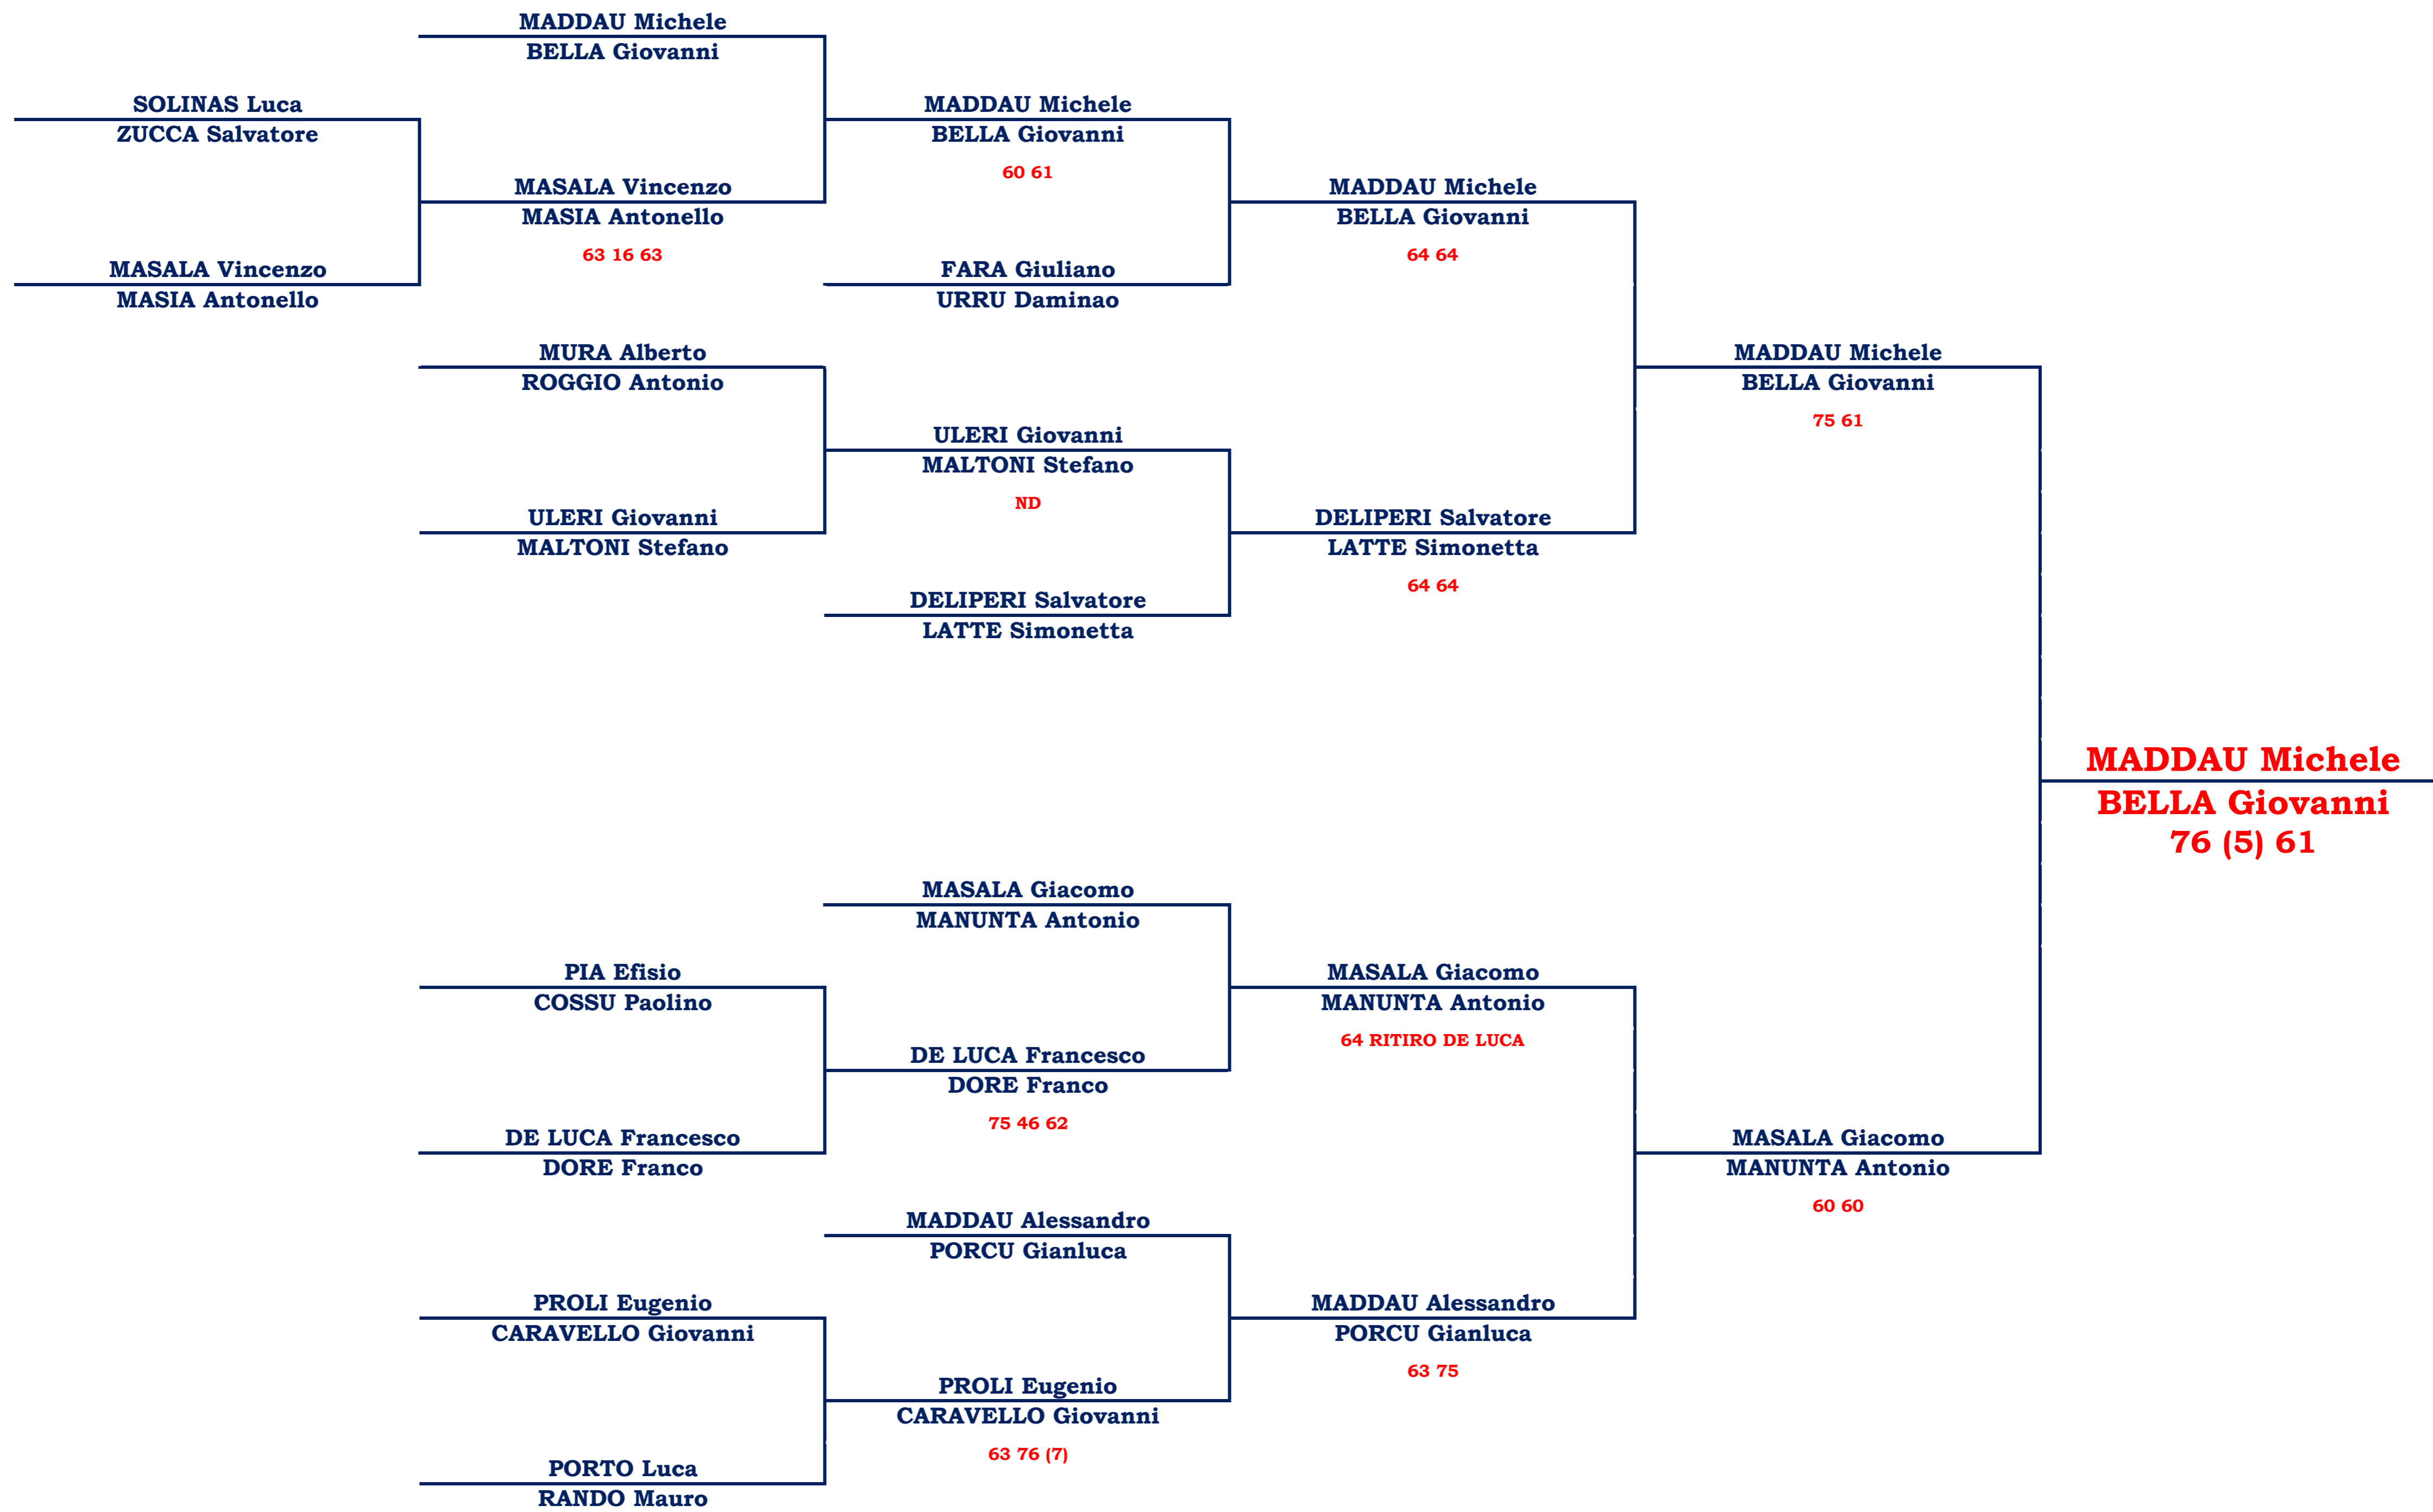 MADDAU Michele
BELLA Giovanni
SOLINAS Luca
ZUCCA Salvatore
MADDAU Michele
BELLA Giovanni
60 61
MASALA Vincenzo
MASIA Antonello
63 16 63
MADDAU Michele
BELLA Giovanni
64 64
MASALA Vincenzo
MASIA Antonello
FARA Giuliano
URRU Daminao
MURA Alberto
ROGGIO Antonio
MADDAU Michele
BELLA Giovanni
75 61
ULERI Giovanni
MALTONI Stefano
ND
ULERI Giovanni
MALTONI Stefano
DELIPERI Salvatore
LATTE Simonetta
64 64
DELIPERI Salvatore
LATTE Simonetta
MADDAU Michele
BELLA Giovanni
76 (5) 61
MASALA Giacomo
MANUNTA Antonio
PIA Efisio
COSSU Paolino
MASALA Giacomo
MANUNTA Antonio
64 RITIRO DE LUCA
DE LUCA Francesco
DORE Franco
75 46 62
DE LUCA Francesco
DORE Franco
MASALA Giacomo
MANUNTA Antonio
60 60
MADDAU Alessandro
PORCU Gianluca
PROLI Eugenio
CARAVELLO Giovanni
MADDAU Alessandro
PORCU Gianluca
63 75
PROLI Eugenio
CARAVELLO Giovanni
63 76 (7)
PORTO Luca
RANDO Mauro